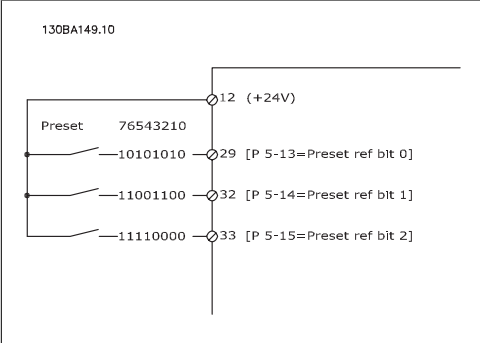 130BA149.10
12 (+24V)
Preset 76543210
10101010 29 [P 5-13=Preset ref bit 0]
11001100 32 [P 5-14=Preset ref bit 1]
11110000 33 [P 5-15=Preset ref bit 2]